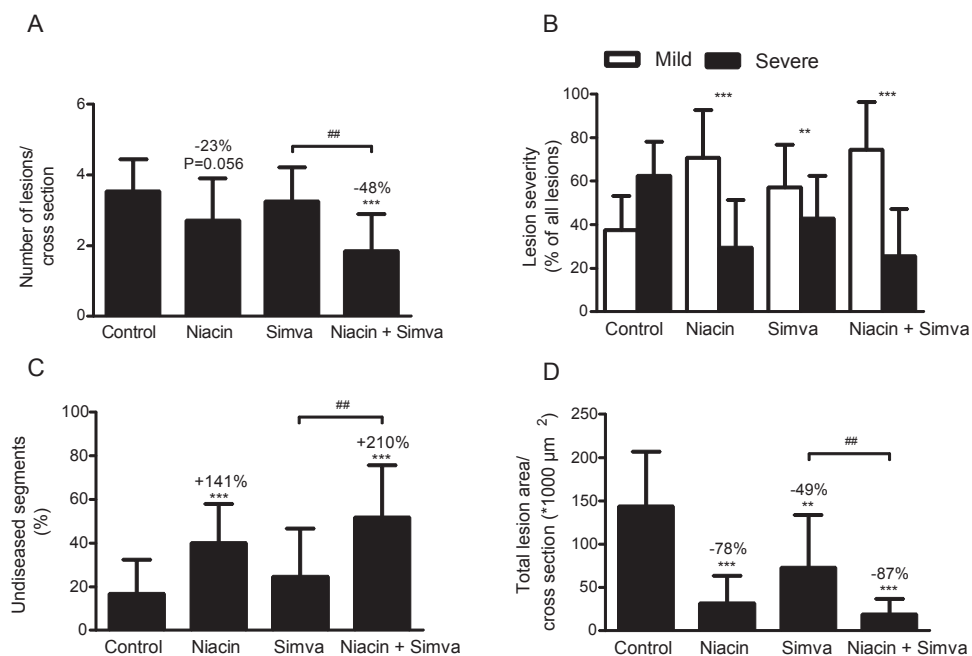 A
Number of lesions/
cross section
6
4
2
0
-23%
P=0.056
##
-48%
***
Control Niacin Simva Niacin + Simva
B
Mild Severe
Lesion severity
(% of all lesions)
100
80
60
40
20
0
***
**
***
Control Niacin Simva Niacin + Simva
C
Undiseased segments
(%)
100
80
60
40
20
0
+141%
***
##
+210%
***
Control Niacin Simva Niacin + Simva
D
Total lesion area/
cross section (*1000 µm 2)
250
200
150
100
50
0
-78%
***
-49%
**
##
-87%
***
Control Niacin Simva Niacin + Simva